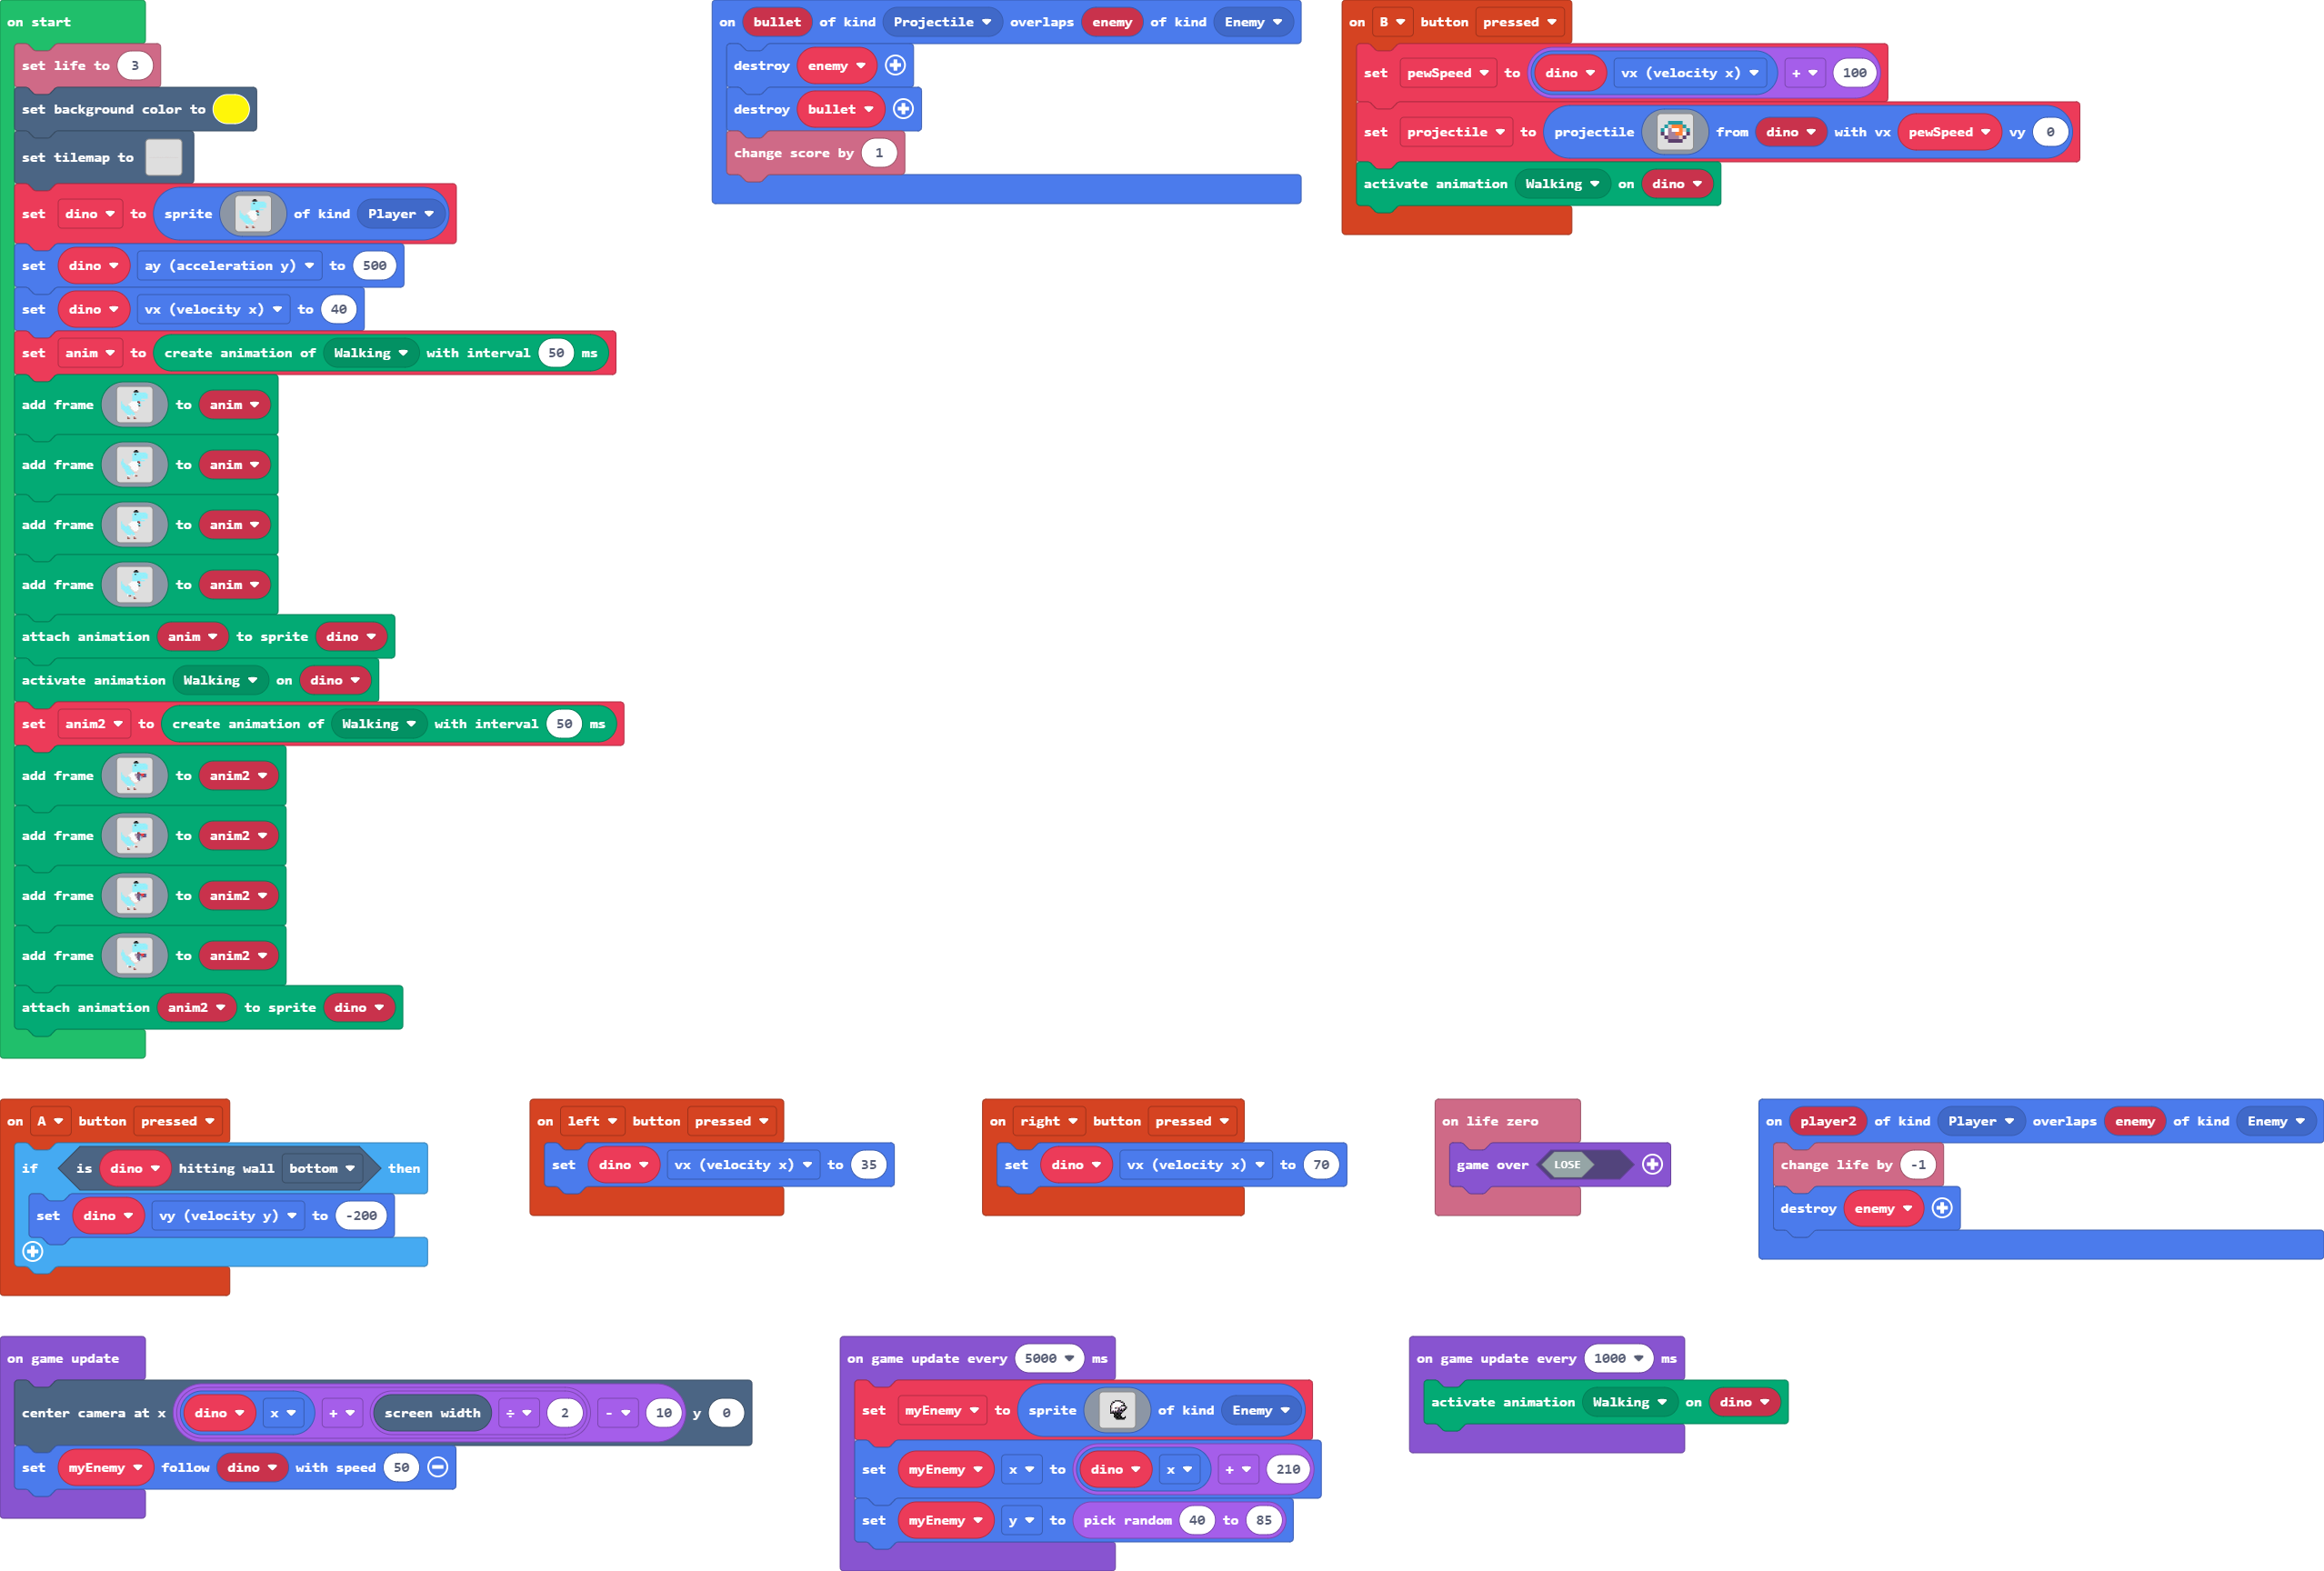 on start
set life to 3
set background color to
set tilemap to
set dino to sprite of kind Player
set dino ay (acceleration y) to 500
set dino vx (velocity x) to 40
set anim to create animation of Walking with interval 50 ms
add frame to anim
add frame to anim
add frame to anim
add frame to anim
attach animation anim to sprite dino
activate animation Walking on dino
set anim2 to create animation of Walking with interval 50 ms
add frame to anim2
add frame to anim2
add frame to anim2
add frame to anim2
attach animation anim2 to sprite dino
on bullet of kind Projectile overlaps enemy of kind Enemy
destroy enemy
destroy bullet
change score by 1
on B button pressed
set pewSpeed to dino vx (velocity x) + 100
set projectile to projectile from dino with vx pewSpeed vy 0
activate animation Walking on dino
on A button pressed
if is dino hitting wall bottom then
set dino vy (velocity y) to -200
on left button pressed
set dino vx (velocity x) to 35
on right button pressed
set dino vx (velocity x) to 70
on life zero
game over LOSE
on player2 of kind Player overlaps enemy of kind Enemy
change life by -1
destroy enemy
on game update
center camera at x dino x + screen width ÷ 2 - 10 y 0
set myEnemy follow dino with speed 50
on game update every 5000 ms
set myEnemy to sprite of kind Enemy
set myEnemy x to dino x + 210
set myEnemy y to pick random 40 to 85
on game update every 1000 ms
activate animation Walking on dino